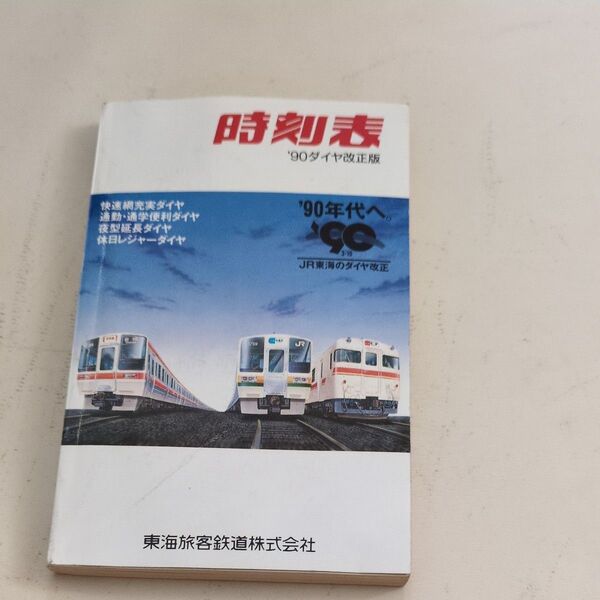 時刻表
'90ダイヤ改正版
快速網充実ダイヤ
通勤・通学便利ダイヤ
夜型延長ダイヤ
休日レジャーダイヤ
'90年代へ。
'90
3/10
JR東海のダイヤ改正
JR
東海旅客鉄道株式会社